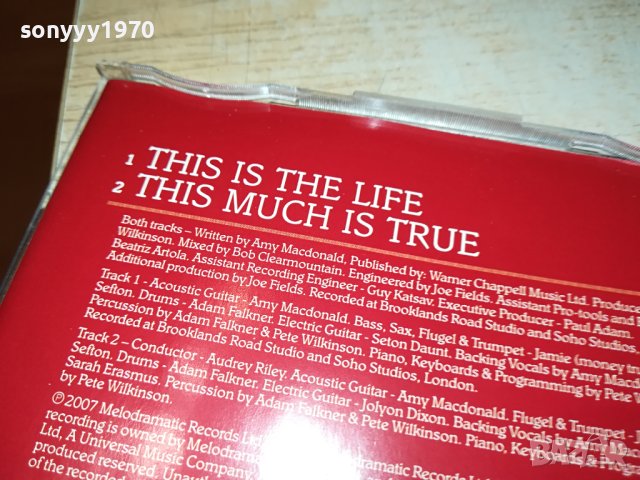 sonyyy1970
1 THIS IS THE LIFE
2 THIS MUCH IS TRUE
Both tracks – Written by Amy Macdonald, Published by: Warner Chappell Music Ltd.
Wilkinson. Mixed by Bob Clearmountain. Engineered by Joe Fields. Assistant Pro-tools and
Beatriz Artola. Assistant Recording Engineer - Guy Katsav. Executive Producer - Paul Adam.
Additional production by Joe Fields. Recorded at Brooklands Road Studio and Soho Studios
Track 1 - Acoustic Guitar - Amy Macdonald, Bass, Sax, Flugel & Trumpet - Jamie (money
Sefton. Drums - Adam Falkner, Electric Guitar - Seton Daunt. Backing Vocals by Amy
Percussion by Adam Falkner & Pete Wilkinson. Piano, Keyboards & Programming by Pete
Recorded at Brooklands Road Studio and Soho Studios, London.
Track 2 – Conductor - Audrey Riley. Acoustic Guitar - Amy Macdonald. Flugel & Trumpet -
Sefton. Drums - Adam Falkner, Electric Guitar - Jolyon Dixon. Backing Vocals by Amy
Sarah Erasmus. Percussion by Adam Falkner & Pete Wilkinson. Piano, Keyboards &
by Pete Wilkinson.
℗©2007 Melodramatic Records Ltd
recording is owned by Melodramatic Records Ltd
Ltd, A Universal Music Company
produced reserved.
of the recorded
BAZAR